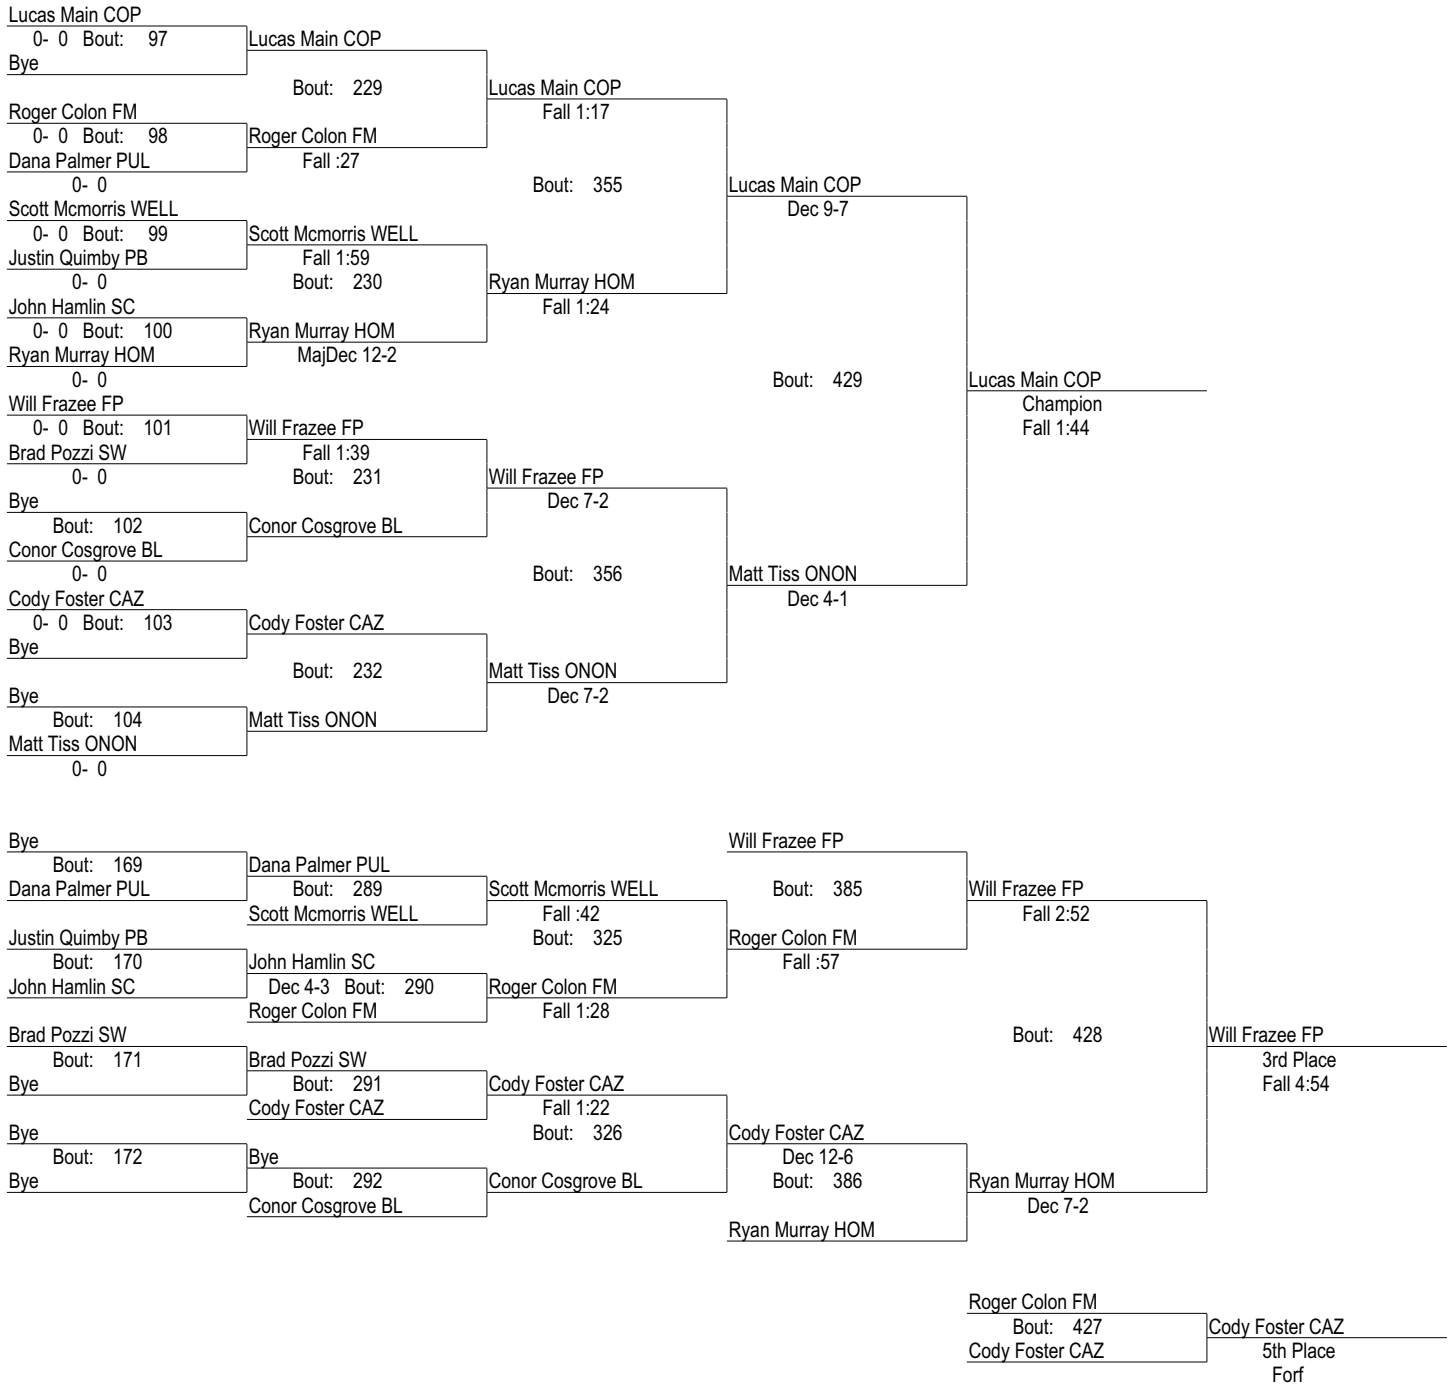 Lucas Main COP
0- 0 Bout: 97
Lucas Main COP
Bye
Bout: 229
Lucas Main COP
Roger Colon FM
Fall 1:17
0- 0 Bout: 98
Roger Colon FM
Dana Palmer PUL
Fall :27
0- 0
Bout: 355
Lucas Main COP
Scott Mcmorris WELL
Dec 9-7
0- 0 Bout: 99
Scott Mcmorris WELL
Justin Quimby PB
Fall 1:59
0- 0
Bout: 230
Ryan Murray HOM
John Hamlin SC
Fall 1:24
0- 0 Bout: 100
Ryan Murray HOM
Ryan Murray HOM
MajDec 12-2
0- 0
Bout: 429
Lucas Main COP
Will Frazee FP
Champion
0- 0 Bout: 101
Will Frazee FP
Fall 1:44
Brad Pozzi SW
Fall 1:39
0- 0
Bout: 231
Will Frazee FP
Bye
Dec 7-2
Bout: 102
Conor Cosgrove BL
Conor Cosgrove BL
0- 0
Bout: 356
Matt Tiss ONON
Cody Foster CAZ
Dec 4-1
0- 0 Bout: 103
Cody Foster CAZ
Bye
Bout: 232
Matt Tiss ONON
Bye
Dec 7-2
Bout: 104
Matt Tiss ONON
Matt Tiss ONON
0- 0
Bye
Will Frazee FP
Bout: 169
Dana Palmer PUL
Dana Palmer PUL
Bout: 289
Scott Mcmorris WELL
Bout: 385
Will Frazee FP
Scott Mcmorris WELL
Fall :42
Fall 2:52
Justin Quimby PB
Bout: 325
Roger Colon FM
Bout: 170
John Hamlin SC
Fall :57
John Hamlin SC
Dec 4-3 Bout: 290
Roger Colon FM
Roger Colon FM
Fall 1:28
Brad Pozzi SW
Bout: 428
Will Frazee FP
Bout: 171
Brad Pozzi SW
3rd Place
Bye
Bout: 291
Cody Foster CAZ
Fall 4:54
Cody Foster CAZ
Fall 1:22
Bye
Bout: 326
Cody Foster CAZ
Bout: 172
Bye
Dec 12-6
Bye
Bout: 292
Conor Cosgrove BL
Bout: 386
Ryan Murray HOM
Conor Cosgrove BL
Dec 7-2
Ryan Murray HOM
Roger Colon FM
Bout: 427
Cody Foster CAZ
Cody Foster CAZ
5th Place
Forf